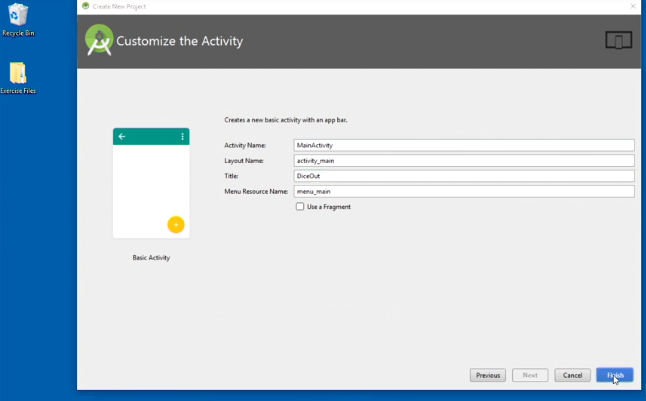 Create New Project
Recycle Bin
Customize the Activity
Exercise Files
Creates a new basic activity with an app bar.
Activity Name: MainActivity
Layout Name: activity_main
Title: DiceOut
Menu Resource Name: menu_main
Use a Fragment
Basic Activity
Previous Next Cancel Finish